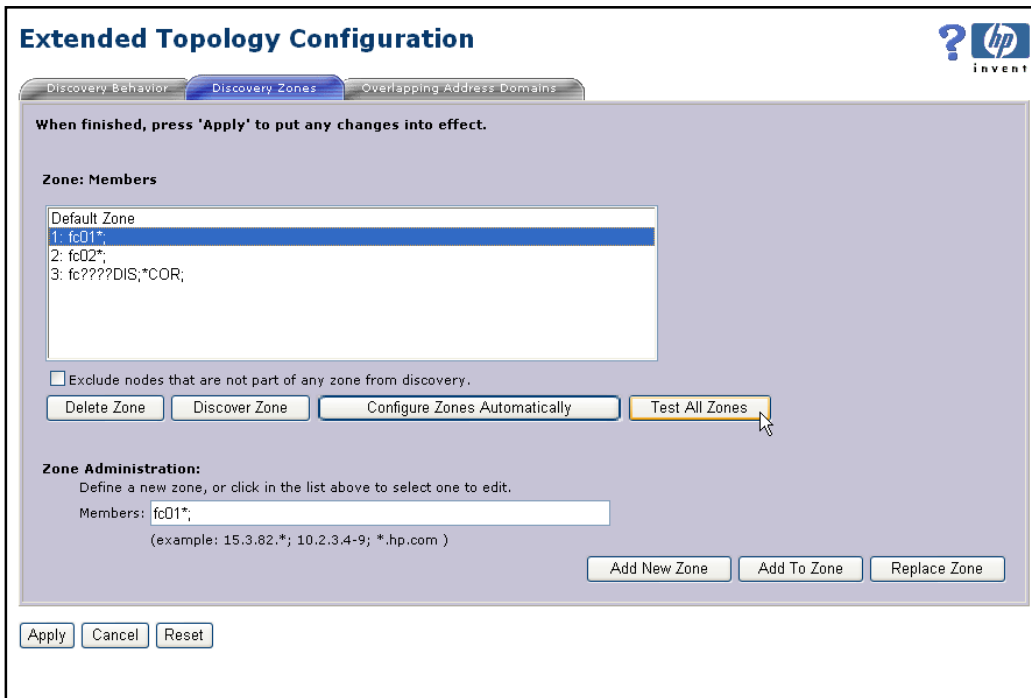 Extended Topology Configuration
?
hp
invent
Discovery Behavior Discovery Zones Overlapping Address Domains
When finished, press 'Apply' to put any changes into effect.
Zone: Members
Default Zone
1: fc01*;
2: fc02*;
3: fc????DIS;*COR;
Exclude nodes that are not part of any zone from discovery.
Delete Zone Discover Zone Configure Zones Automatically Test All Zones
Zone Administration:
Define a new zone, or click in the list above to select one to edit.
Members: fc01*;
(example: 15.3.82.*; 10.2.3.4-9; *.hp.com )
Add New Zone Add To Zone Replace Zone
Apply Cancel Reset